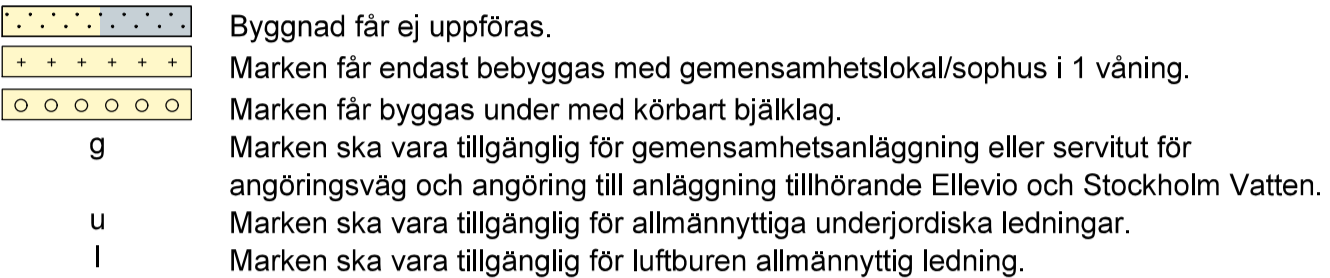 Byggnad får ej uppföras.
+ + + + + + Marken får endast bebyggas med gemensamhetslokal/sophus i 1 våning.
Marken får byggas under med körbart bjälklag.
g Marken ska vara tillgänglig för gemensamhetsanläggning eller servitut för
angöringsväg och angöring till anläggning tillhörande Ellevio och Stockholm Vatten.
u Marken ska vara tillgänglig för allmännyttiga underjordiska ledningar.
l Marken ska vara tillgänglig för luftburen allmännyttig ledning.